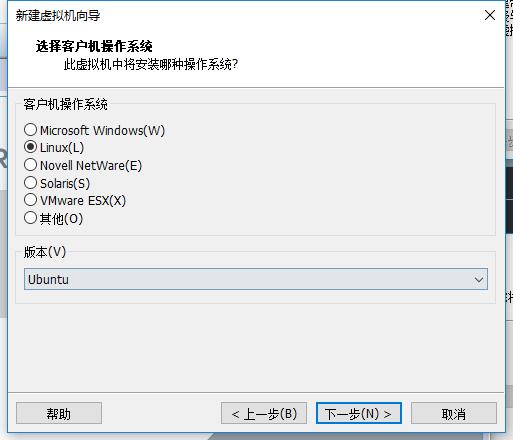 新建虚拟机向导
选择客户机操作系统
此虚拟机中将安装哪种操作系统?
客户机操作系统
Microsoft Windows(W)
Linux(L)
Novell NetWare(E)
Solaris(S)
VMware ESX(X)
其他(O)
版本(V)
Ubuntu
帮助
< 上一步(B)
下一步(N) >
取消